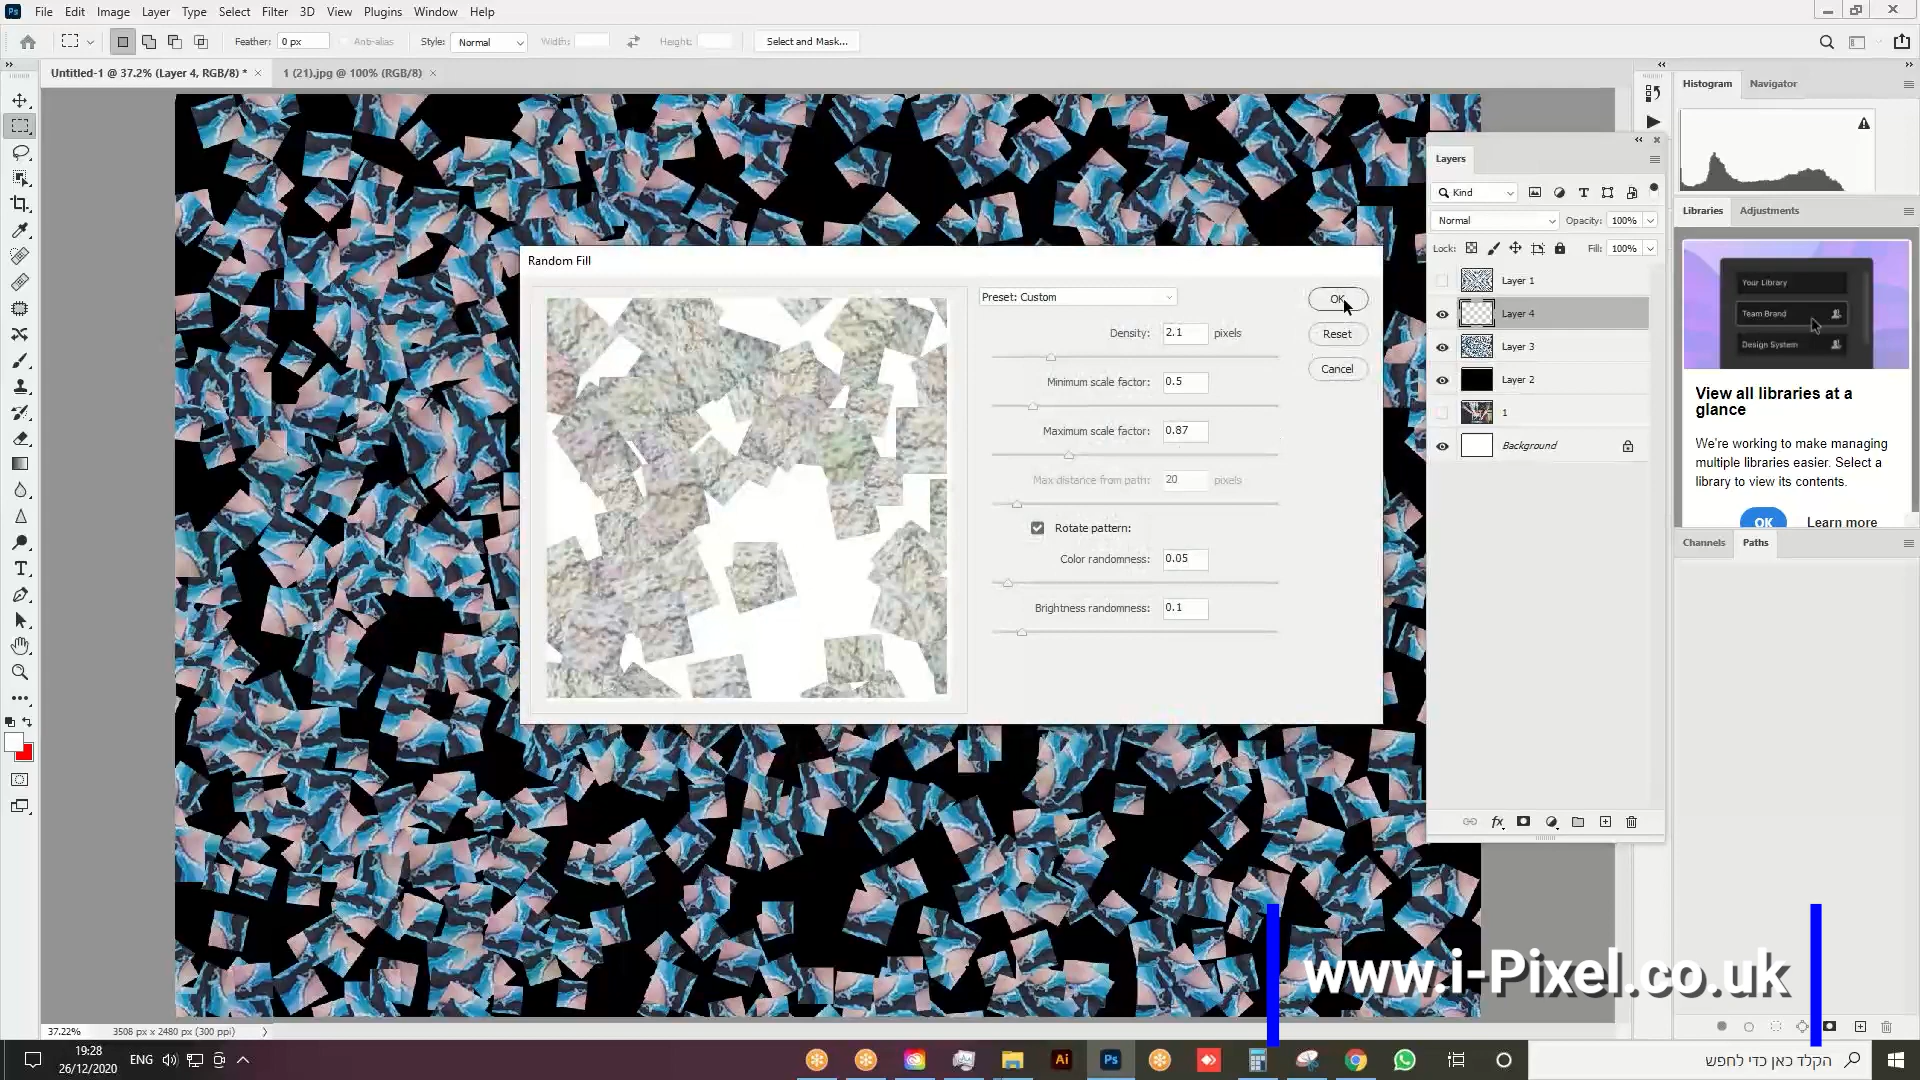 Ps File Edit Image Layer Type Select Filter 3D View Plugins Window Help
Feather: 0 px Anti-alias Style: Normal Width: Height: Select and Mask...
Untitled-1 @ 37.2% (Layer 4, RGB/8) * × 1 (21).jpg @ 100% (RGB/8) ×
Histogram Navigator
Layers
Kind
Normal Opacity: 100%
Lock: Fill: 100%
Layer 1
Layer 4
Layer 3
Layer 2
1
Background
Libraries Adjustments
Your Library
Team Brand
Design System
View all libraries at a
glance
We're working to make managing
multiple libraries easier. Select a
library to view its contents.
OK Learn more
Channels Paths
Random Fill
Preset: Custom
OK
Density: 2.1 pixels
Reset
Minimum scale factor: 0.5
Cancel
Maximum scale factor: 0.87
Max distance from path: 20 pixels
Rotate pattern:
Color randomness: 0.05
Brightness randomness: 0.1
www.i-Pixel.co.uk
37.22% 3508 px x 2480 px (300 ppi)
19:28
26/12/2020
ENG
Ai Ps
הקלד כאן כדי לחפש